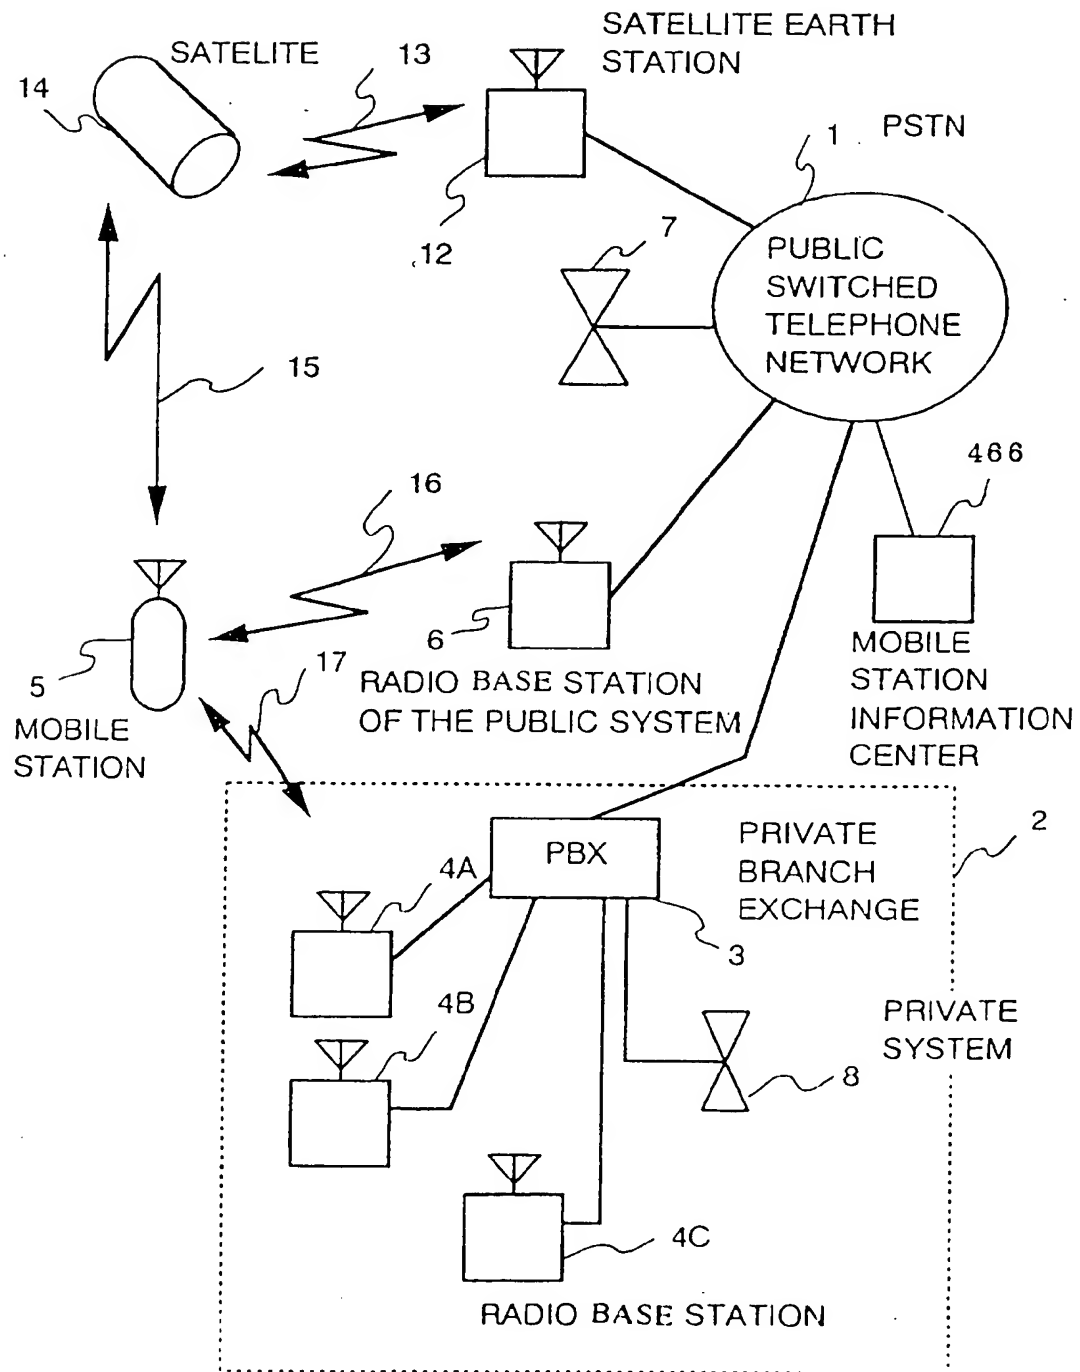 SATELITE
13
SATELLITE EARTH
STATION
14
1
PSTN
12
7
PUBLIC
SWITCHED
TELEPHONE
NETWORK
15
16
466
6
5
17
MOBILE
STATION
RADIO BASE STATION
OF THE PUBLIC SYSTEM
MOBILE
STATION
INFORMATION
CENTER
2
PBX
PRIVATE
BRANCH
EXCHANGE
4A
3
4B
PRIVATE
SYSTEM
8
4C
RADIO BASE STATION